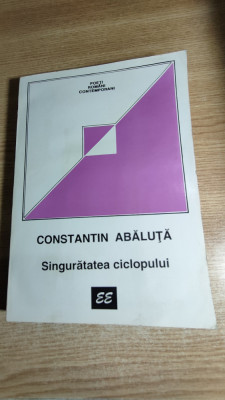 POEȚI
ROMÂNI
CONTEMPORANI
CONSTANTIN ABĂLUȚĂ
Singurătatea ciclopului
EE